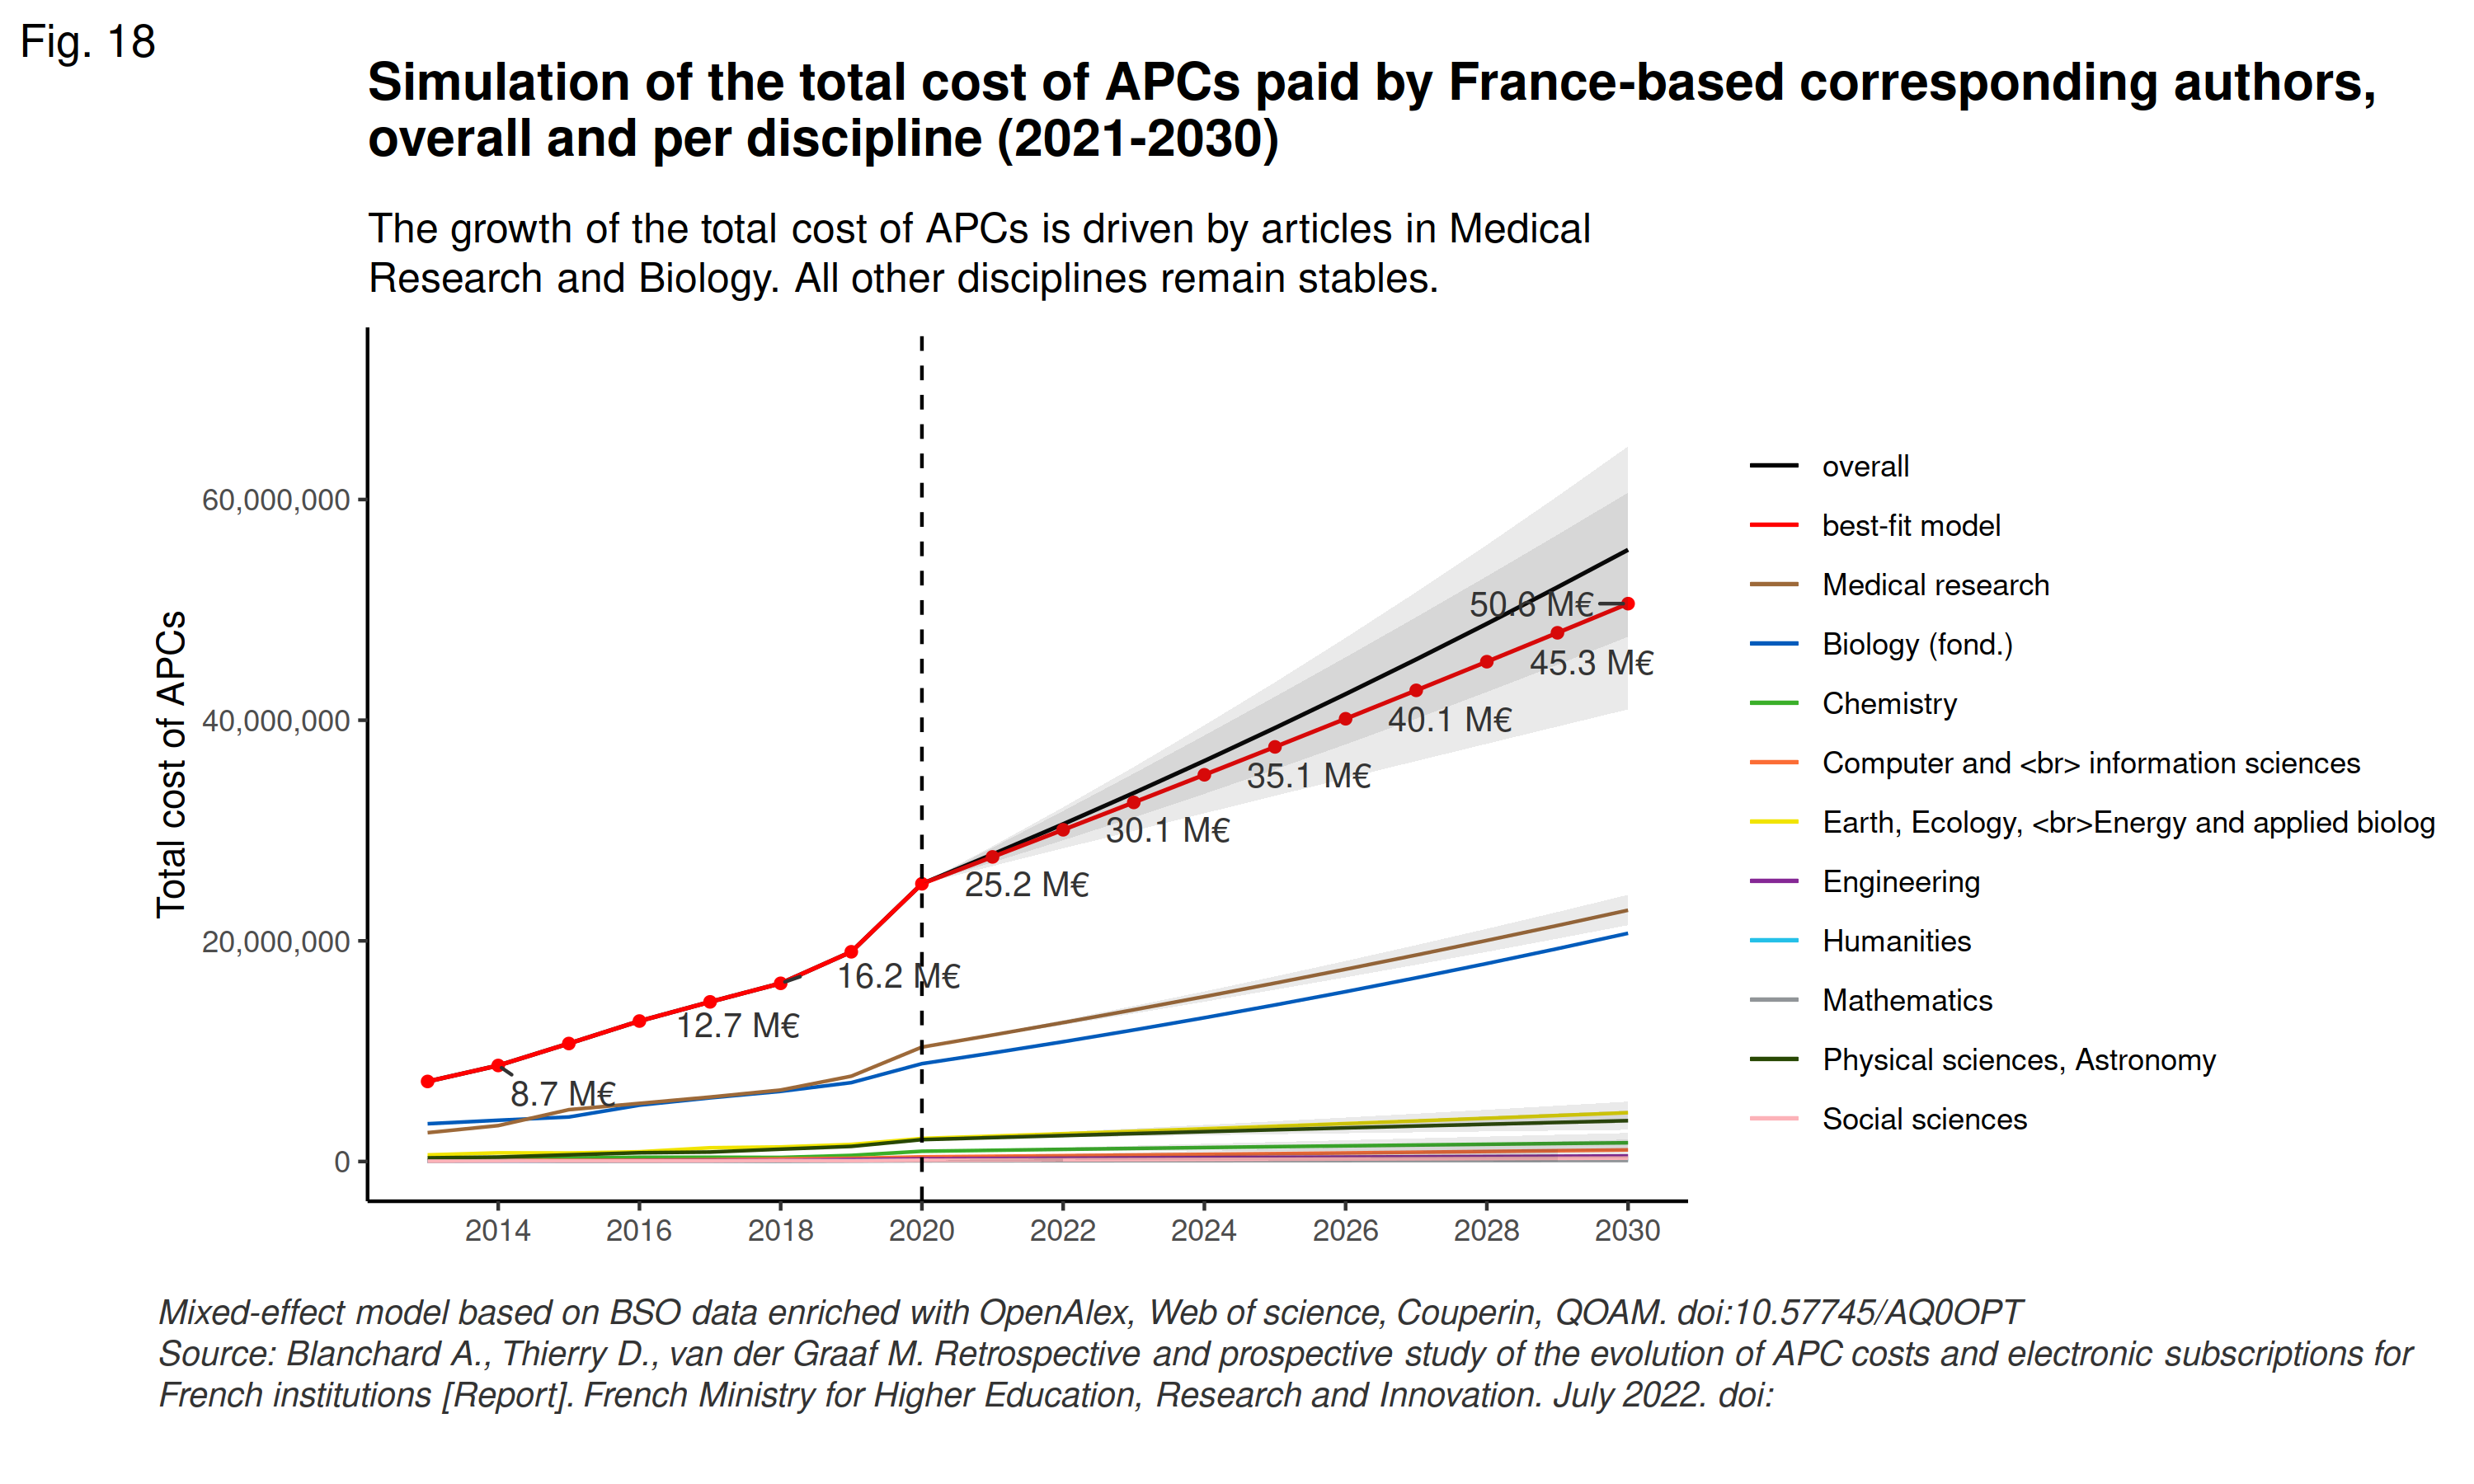 Fig. 18
Simulation of the total cost of APCs paid by France-based corresponding authors,
overall and per discipline (2021-2030)
The growth of the total cost of APCs is driven by articles in Medical
Research and Biology. All other disciplines remain stables.
Total cost of APCs
60,000,000
40,000,000
20,000,000
0
8.7 M€
12.7 M€
16.2 M€
25.2 M€
30.1 M€
35.1 M€
40.1 M€
45.3 M€
50.6 M€
2014
2016
2018
2020
2022
2024
2026
2028
2030
overall
best-fit model
Medical research
Biology (fond.)
Chemistry
Computer and <br> information sciences
Earth, Ecology, <br>Energy and applied biolog
Engineering
Humanities
Mathematics
Physical sciences, Astronomy
Social sciences
Mixed-effect model based on BSO data enriched with OpenAlex, Web of science, Couperin, QOAM. doi:10.57745/AQ0OPT
Source: Blanchard A., Thierry D., van der Graaf M. Retrospective and prospective study of the evolution of APC costs and electronic subscriptions for
French institutions [Report]. French Ministry for Higher Education, Research and Innovation. July 2022. doi: